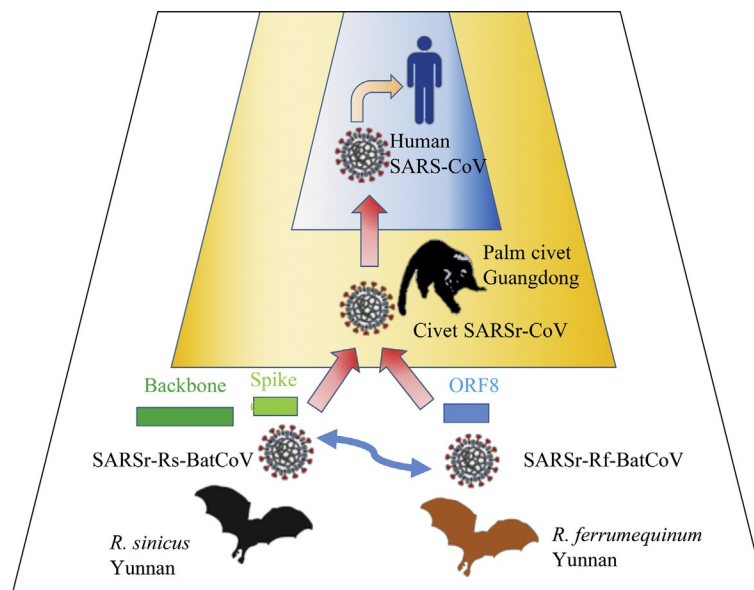 Human
SARS-CoV
Palm civet
Guangdong
Civet SARSr-CoV
Backbone
Spike
ORF8
SARSr-Rs-BatCoV
SARSr-Rf-BatCoV
R. sinicus
Yunnan
R. ferrumequinum
Yunnan